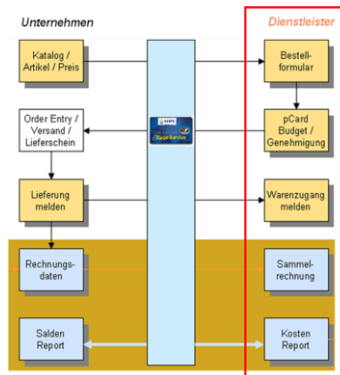 Unternehmen
Dienstleister
Katalog /
Artikel / Preis
Bestell-
formular
Order Entry /
Versand /
Lieferschein
pCard
Budget /
Genehmigung
Lieferung
melden
Warenzugang
melden
Rechnungs-
daten
Sammel-
rechnung
Salden
Report
Kosten
Report